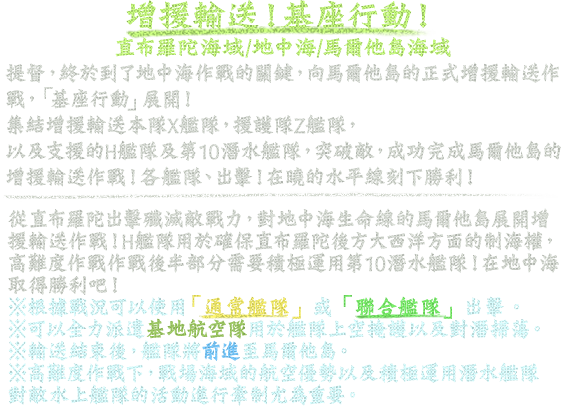 增援輸送！基座行動！
直布羅陀海域/地中海/馬爾他島海域
提督，終於到了地中海作戰的關鍵，向馬爾他島的正式增援輸送作
戰，「基座行動」展開！
集結增援輸送本隊X艦隊，援護隊Z艦隊，
以及支援的H艦隊及第10潛水艦隊，突破敵，成功完成馬爾他島的
增援輸送作戰！各艦隊、出擊！在曉的水平線刻下勝利！
從直布羅陀出擊殲滅敵戰力，對地中海生命線的馬爾他島展開增
援輸送作戰！H艦隊用於確保直布羅陀後方大西洋方面的制海權，
高難度作戰作戰後半部分需要積極運用第10潛水艦隊！在地中海
取得勝利吧！
※根據戰況可以使用「通常艦隊」或「聯合艦隊」出擊。
※可以全力派遣基地航空隊用於艦隊上空掩護以及對潛掃蕩。
※輸送結束後，艦隊將前進至馬爾他島。
※高難度作戰下，戰場海域的航空優勢以及積極運用潛水艦隊
對敵水上艦隊的活動進行牽制尤為重要。